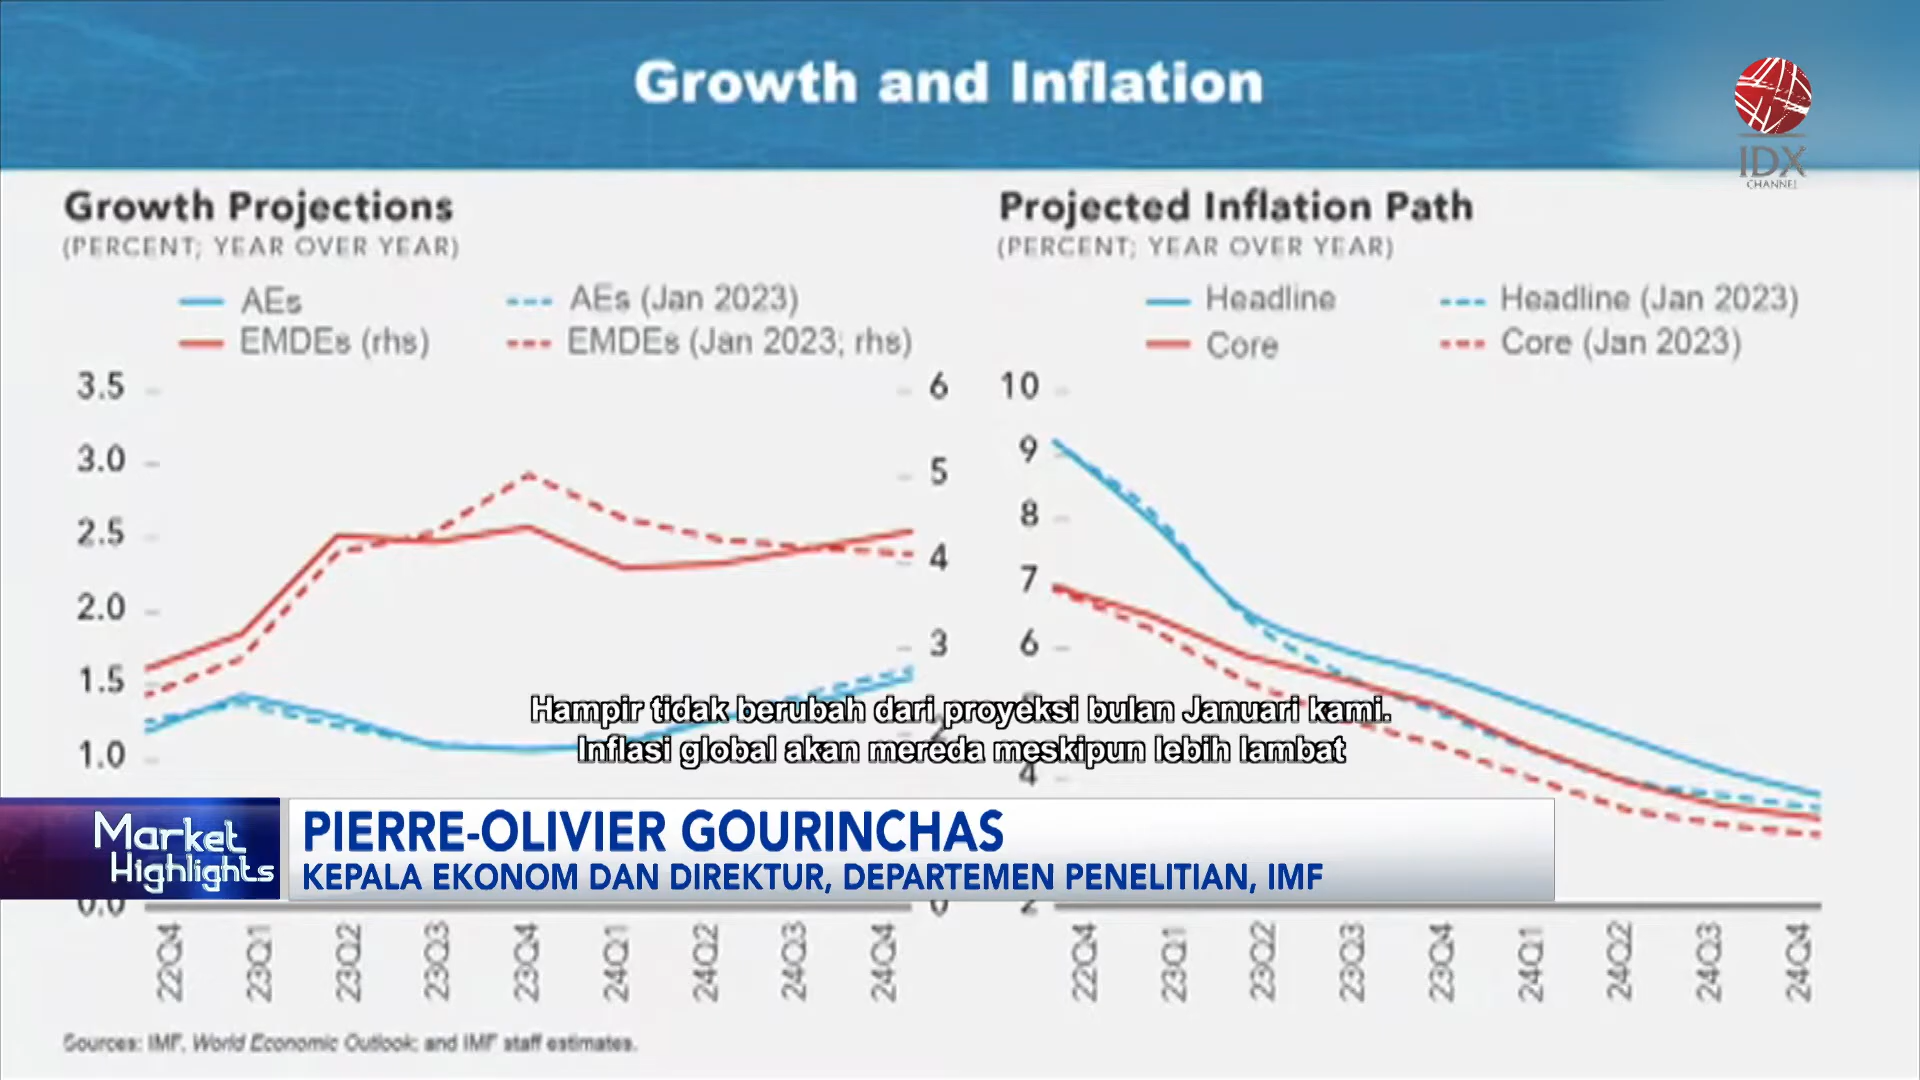 Growth and Inflation
IDX
CHANNEL
Growth Projections
(PERCENT; YEAR OVER YEAR)
AEs
AEs (Jan 2023)
EMDEs (rhs)
EMDEs (Jan 2023; rhs)
3.5
3.0
2.5
2.0
1.5
1.0
0.0
6
5
4
3
2
0
22Q4
23Q1
23Q2
23Q3
23Q4
24Q1
24Q2
24Q3
24Q4
Projected Inflation Path
(PERCENT; YEAR OVER YEAR)
Headline
Headline (Jan 2023)
Core
Core (Jan 2023)
10
9
8
7
6
4
2
22Q4
23Q1
23Q2
23Q3
23Q4
24Q1
24Q2
24Q3
24Q4
Hampir tidak berubah dari proyeksi bulan Januari kami.
Inflasi global akan mereda meskipun lebih lambat
Market
Highlights
PIERRE-OLIVIER GOURINCHAS
KEPALA EKONOM DAN DIREKTUR, DEPARTEMEN PENELITIAN, IMF
Sources: IMF, World Economic Outlook; and IMF staff estimates.